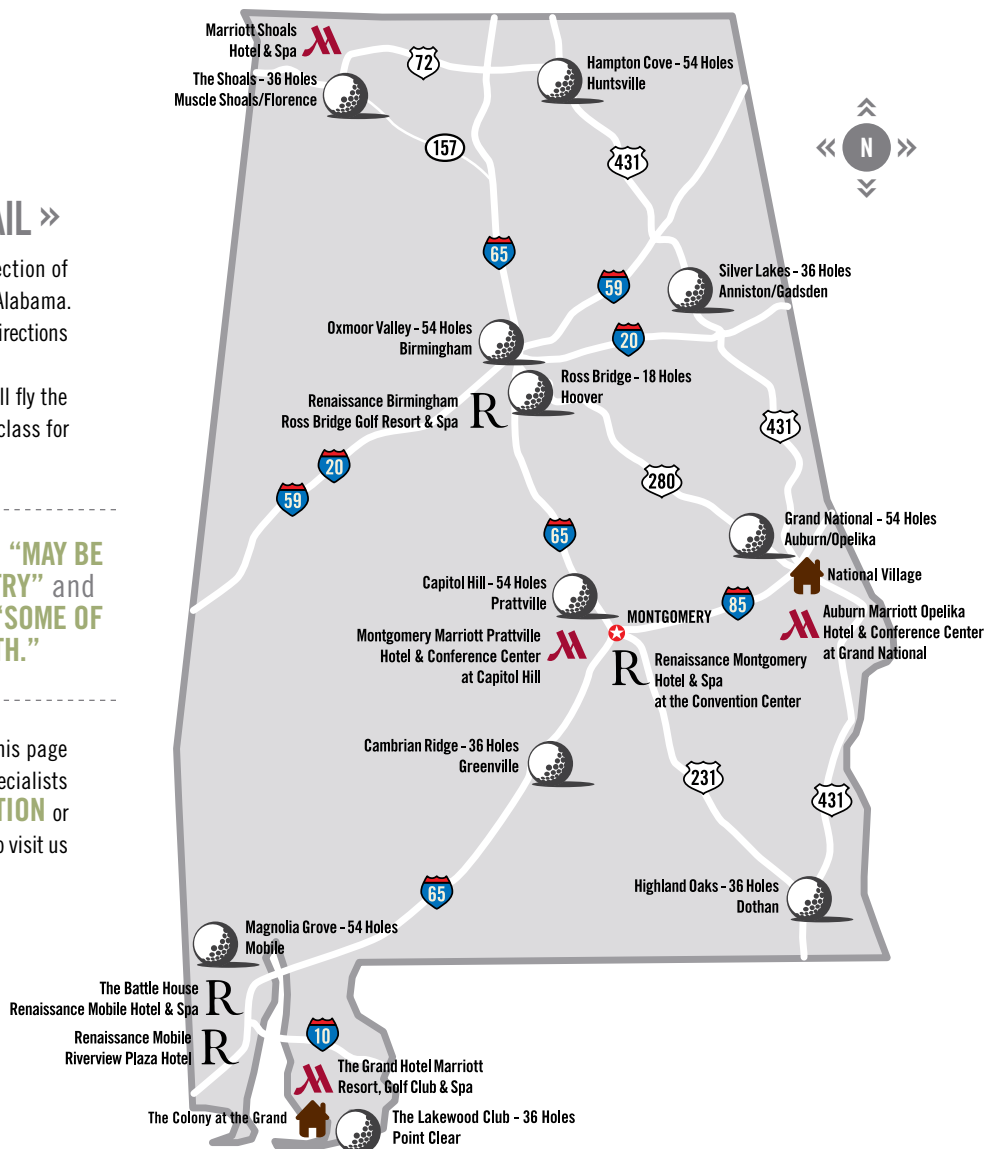 AIL »
ection of
Alabama.
irections
ll fly the
class for
“MAY BE
TRY” and
“SOME OF
TH.”
his page
ecialists
TION or
o visit us
Marriott Shoals
Hotel & Spa
The Shoals – 36 Holes
Muscle Shoals/Florence
72
Hampton Cove – 54 Holes
Huntsville
N
157
431
65
59
Silver Lakes – 36 Holes
Anniston/Gadsden
Oxmoor Valley – 54 Holes
Birmingham
20
Ross Bridge – 18 Holes
Hoover
Renaissance Birmingham
Ross Bridge Golf Resort & Spa
R
431
20
59
280
65
Grand National – 54 Holes
Auburn/Opelika
National Village
Capitol Hill – 54 Holes
Prattville
85
MONTGOMERY
Auburn Marriott Opelika
Hotel & Conference Center
at Grand National
Montgomery Marriott Prattville
Hotel & Conference Center
at Capitol Hill
R
Renaissance Montgomery
Hotel & Spa
at the Convention Center
Cambrian Ridge – 36 Holes
Greenville
231
431
65
Highland Oaks – 36 Holes
Dothan
Magnolia Grove – 54 Holes
Mobile
The Battle House
Renaissance Mobile Hotel & Spa
R
Renaissance Mobile
Riverview Plaza Hotel
R
10
The Grand Hotel Marriott
Resort, Golf Club & Spa
The Colony at the Grand
The Lakewood Club – 36 Holes
Point Clear